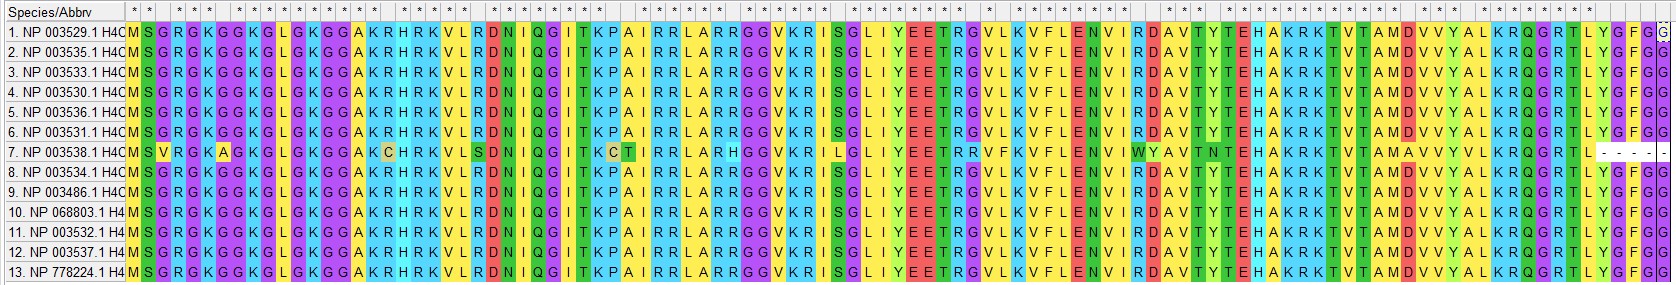 Species/Abbrv * * * * * * * * * * * * * * * * * * * * * * * * * * * * * * * * * * * * * * * * * * * * * * * * * * * * * * * * * * * * * * * * * * * * * * * * * * * * * * * * * * * *
1. NP 003529.1 H4C MSGRGKGGKGLGKGGAKRHRKVLRDNIQGITKPAIRRLARRGGVKRISGLIYEETRGVLKVFLENVIRDAVTYTEHAKRKTVTAMDVVYALKRQGRTLYGFGG
2. NP 003535.1 H4C MSGRGKGGKGLGKGGAKRHRKVLRDNIQGITKPAIRRLARRGGVKRISGLIYEETRGVLKVFLENVIRDAVTYTEHAKRKTVTAMDVVYALKRQGRTLYGFGG
3. NP 003533.1 H4C MSGRGKGGKGLGKGGAKRHRKVLRDNIQGITKPAIRRLARRGGVKRISGLIYEETRGVLKVFLENVIRDAVTYTEHAKRKTVTAMDVVYALKRQGRTLYGFGG
4. NP 003530.1 H4C MSGRGKGGKGLGKGGAKRHRKVLRDNIQGITKPAIRRLARRGGVKRISGLIYEETRGVLKVFLENVIRDAVTYTEHAKRKTVTAMDVVYALKRQGRTLYGFGG
5. NP 003536.1 H4C MSGRGKGGKGLGKGGAKRHRKVLRDNIQGITKPAIRRLARRGGVKRISGLIYEETRGVLKVFLENVIRDAVTYTEHAKRKTVTAMDVVYALKRQGRTLYGFGG
6. NP 003531.1 H4C MSGRGKGGKGLGKGGAKRHRKVLRDNIQGITKPAIRRLARRGGVKRISGLIYEETRGVLKVFLENVIRDAVTYTEHAKRKTVTAMDVVYALKRQGRTLYGFGG
7. NP 003538.1 H4C MSVRGKAGKGLGKGGAKCHRKVLSDNIQGITKCTIRRLARHGGVKRILGLIYEETRRVFKVFLENVIWYAVTNTEHAKRKTVTAMAVVYALKRQGRTL-----
8. NP 003534.1 H4C MSGRGKGGKGLGKGGAKRHRKVLRDNIQGITKPAIRRLARRGGVKRISGLIYEETRGVLKVFLENVIRDAVTYTEHAKRKTVTAMDVVYALKRQGRTLYGFGG
9. NP 003486.1 H4C MSGRGKGGKGLGKGGAKRHRKVLRDNIQGITKPAIRRLARRGGVKRISGLIYEETRGVLKVFLENVIRDAVTYTEHAKRKTVTAMDVVYALKRQGRTLYGFGG
10. NP 068803.1 H4 MSGRGKGGKGLGKGGAKRHRKVLRDNIQGITKPAIRRLARRGGVKRISGLIYEETRGVLKVFLENVIRDAVTYTEHAKRKTVTAMDVVYALKRQGRTLYGFGG
11. NP 003532.1 H4 MSGRGKGGKGLGKGGAKRHRKVLRDNIQGITKPAIRRLARRGGVKRISGLIYEETRGVLKVFLENVIRDAVTYTEHAKRKTVTAMDVVYALKRQGRTLYGFGG
12. NP 003537.1 H4 MSGRGKGGKGLGKGGAKRHRKVLRDNIQGITKPAIRRLARRGGVKRISGLIYEETRGVLKVFLENVIRDAVTYTEHAKRKTVTAMDVVYALKRQGRTLYGFGG
13. NP 778224.1 H4 MSGRGKGGKGLGKGGAKRHRKVLRDNIQGITKPAIRRLARRGGVKRISGLIYEETRGVLKVFLENVIRDAVTYTEHAKRKTVTAMDVVYALKRQGRTLYGFGG